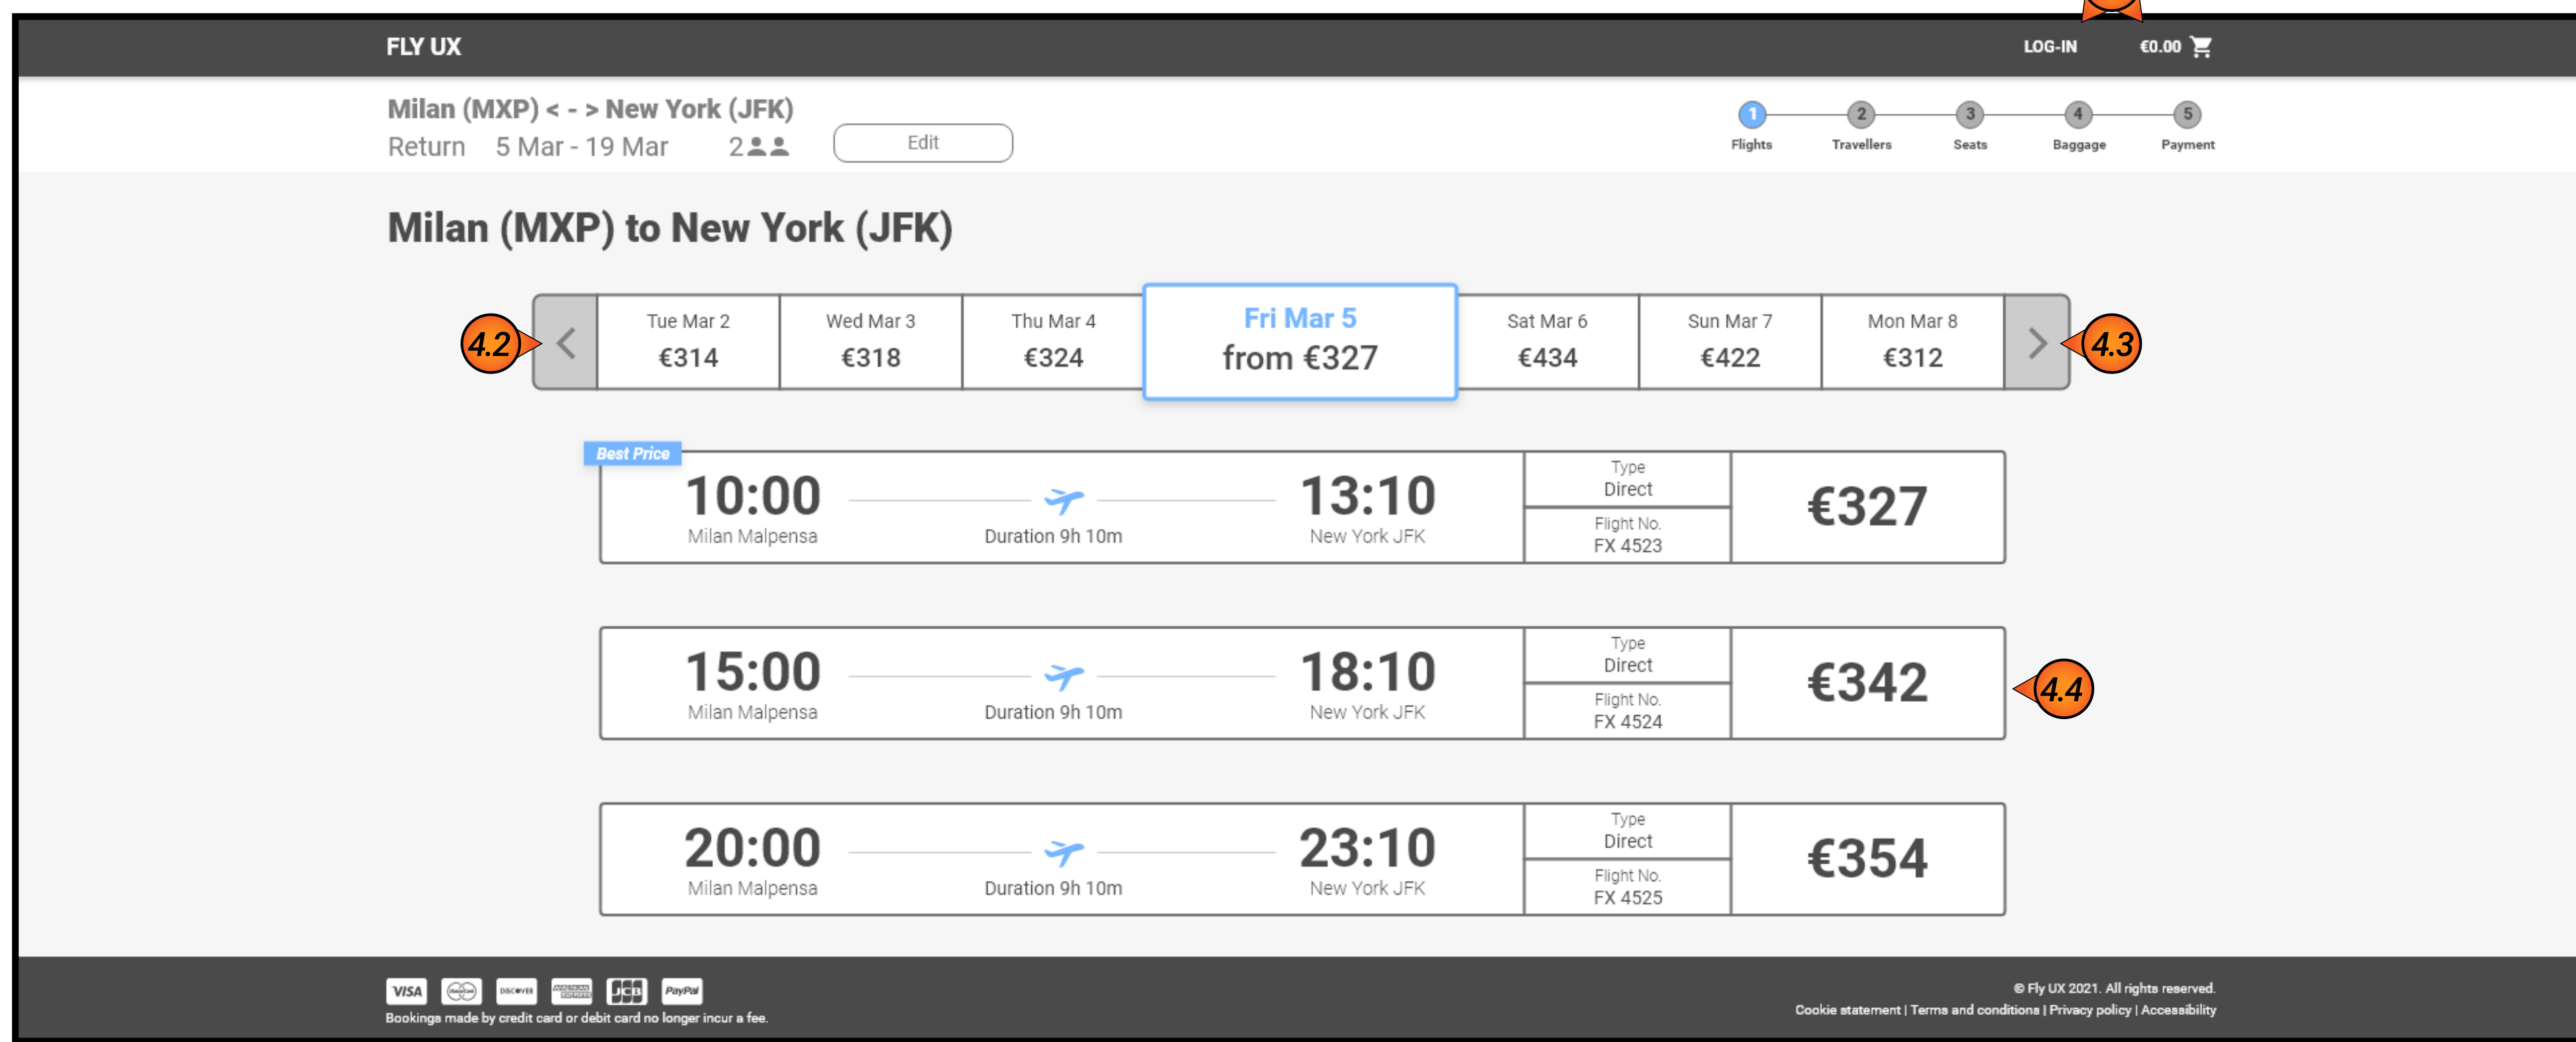 FLY UX
LOG-IN
€0.00
Milan (MXP) < - > New York (JFK)
Return 5 Mar - 19 Mar 2
Edit
1 2 3 4 5
Flights Travellers Seats Baggage Payment
Milan (MXP) to New York (JFK)
4.2
Tue Mar 2
€314
Wed Mar 3
€318
Thu Mar 4
€324
Fri Mar 5
from €327
Sat Mar 6
€434
Sun Mar 7
€422
Mon Mar 8
€312
4.3
Best Price
10:00
Milan Malpensa
Duration 9h 10m
13:10
New York JFK
Type
Direct
Flight No.
FX 4523
€327
15:00
Milan Malpensa
Duration 9h 10m
18:10
New York JFK
Type
Direct
Flight No.
FX 4524
€342
4.4
20:00
Milan Malpensa
Duration 9h 10m
23:10
New York JFK
Type
Direct
Flight No.
FX 4525
€354
VISA MasterCard DISCOVER AMERICAN EXPRESS JCB PayPal
Bookings made by credit card or debit card no longer incur a fee.
© Fly UX 2021. All rights reserved.
Cookie statement | Terms and conditions | Privacy policy | Accessibility